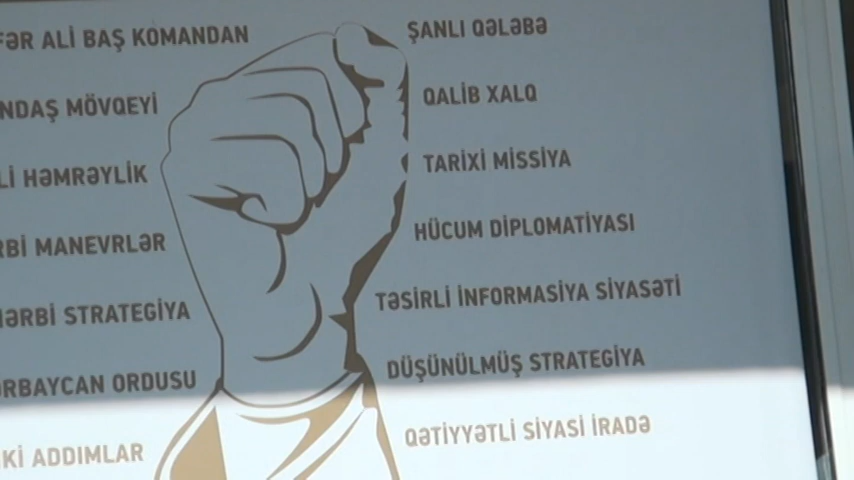 ALİ BAŞ KOMANDAN
ŞANLI QƏLƏBƏ
MÖVQEYİ
QALİB XALQ
HƏMRƏYLİK
TARİXİ MİSSİYA
MANEVRLƏR
HÜCUM DİPLOMATİYASI
STRATEGİYA
TƏSİRLİ İNFORMASİYA SİYASƏTİ
ORDUSU
DÜŞÜNÜLMÜŞ STRATEGİYA
ADDIMLAR
QƏTİYYƏTLİ SİYASİ İRADƏ